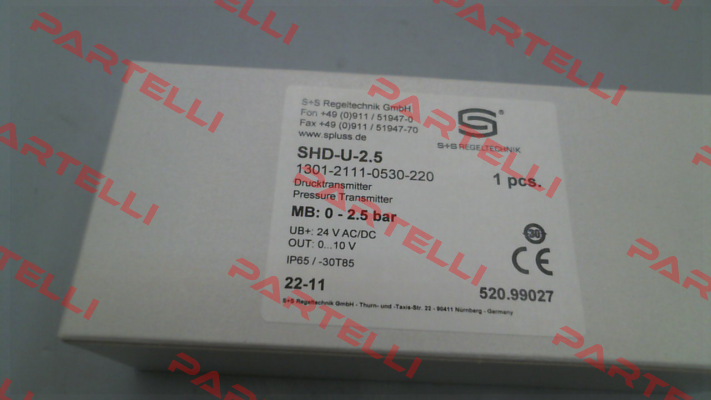 S+S Regeltechnik GmbH
Fon +49 (0)911 / 51947-0
Fax +49 (0)911 / 51947-70
www.spluss.de
S ®
S+S REGELTECHNIK
SHD-U-2.5
1301-2111-0530-220
1 pcs.
Drucktransmitter
Pressure Transmitter
MB: 0 - 2.5 bar
UB+: 24 V AC/DC
OUT: 0...10 V
IP65 / -30T85
30
CE
22-11
520.99027
S+S Regeltechnik GmbH - Thurn- und -Taxis-Str. 22 - 90411 Nürnberg - Germany
PARTELLI
PARTELLI
PARTELLI
PARTELLI
PARTELLI
PARTELLI
PARTELLI
PARTELLI
PARTELLI